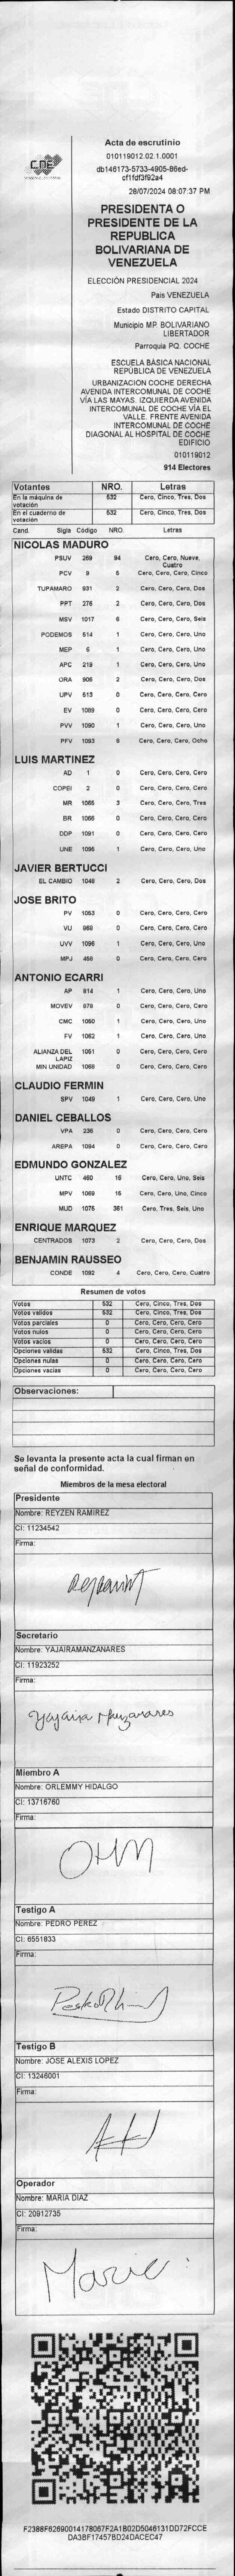 CNE
Acta de escrutinio
010119012.02.1.0001
db146173-5733-4905-86ed-
cf1fdf3f92a4
28/07/2024 08:07:37 PM
PRESIDENTA O
PRESIDENTE DE LA
REPUBLICA
BOLIVARIANA DE
VENEZUELA
ELECCIÓN PRESIDENCIAL 2024
Pais VENEZUELA
Estado DISTRITO CAPITAL
Municipio MP. BOLIVARIANO
LIBERTADOR
Parroquia PQ. COCHE
ESCUELA BÁSICA NACIONAL
REPÚBLICA DE VENEZUELA
URBANIZACION COCHE DERECHA
AVENIDA INTERCOMUNAL DE COCHE
VÍA LAS MAYAS. IZQUIERDA AVENIDA
INTERCOMUNAL DE COCHE VÍA EL
VALLE. FRENTE AVENIDA
INTERCOMUNAL DE COCHE
DIAGONAL AL HOSPITAL DE COCHE
EDIFICIO
010119012
914 Electores
Votantes NRO. Letras
En la máquina de votación 532 Cero, Cinco, Tres, Dos
En el cuaderno de votación 532 Cero, Cinco, Tres, Dos
Cand. Sigla Código NRO. Letras
NICOLAS MADURO
PSUV 269 94 Cero, Cero, Nueve, Cuatro
PCV 9 5 Cero, Cero, Cero, Cinco
TUPAMARO 931 2 Cero, Cero, Cero, Dos
PPT 276 2 Cero, Cero, Cero, Dos
MSV 1017 6 Cero, Cero, Cero, Seis
PODEMOS 514 1 Cero, Cero, Cero, Uno
MEP 6 1 Cero, Cero, Cero, Uno
APC 219 1 Cero, Cero, Cero, Uno
ORA 906 2 Cero, Cero, Cero, Dos
UPV 513 0 Cero, Cero, Cero, Cero
EV 1089 0 Cero, Cero, Cero, Cero
PVV 1090 1 Cero, Cero, Cero, Uno
PFV 1093 8 Cero, Cero, Cero, Ocho
LUIS MARTINEZ
AD 1 0 Cero, Cero, Cero, Cero
COPEI 2 0 Cero, Cero, Cero, Cero
MR 1065 3 Cero, Cero, Cero, Tres
BR 1066 0 Cero, Cero, Cero, Cero
DDP 1091 0 Cero, Cero, Cero, Cero
UNE 1095 1 Cero, Cero, Cero, Uno
JAVIER BERTUCCI
EL CAMBIO 1048 2 Cero, Cero, Cero, Dos
JOSE BRITO
PV 1053 0 Cero, Cero, Cero, Cero
VU 868 0 Cero, Cero, Cero, Cero
UVV 1096 1 Cero, Cero, Cero, Uno
MPJ 458 0 Cero, Cero, Cero, Cero
ANTONIO ECARRI
AP 814 1 Cero, Cero, Cero, Uno
MOVEV 878 0 Cero, Cero, Cero, Cero
CMC 1050 1 Cero, Cero, Cero, Uno
FV 1062 1 Cero, Cero, Cero, Uno
ALIANZA DEL LAPIZ 1051 0 Cero, Cero, Cero, Cero
MIN UNIDAD 1068 0 Cero, Cero, Cero, Cero
CLAUDIO FERMIN
SPV 1049 1 Cero, Cero, Cero, Uno
DANIEL CEBALLOS
VPA 236 0 Cero, Cero, Cero, Cero
AREPA 1094 0 Cero, Cero, Cero, Cero
EDMUNDO GONZALEZ
UNTC 460 16 Cero, Cero, Uno, Seis
MPV 1069 15 Cero, Cero, Uno, Cinco
MUD 1075 361 Cero, Tres, Seis, Uno
ENRIQUE MARQUEZ
CENTRADOS 1073 2 Cero, Cero, Cero, Dos
BENJAMIN RAUSSEO
CONDE 1092 4 Cero, Cero, Cero, Cuatro
Resumen de votos
Votos 532 Cero, Cinco, Tres, Dos
Votos validos 532 Cero, Cinco, Tres, Dos
Votos parciales 0 Cero, Cero, Cero, Cero
Votos nulos 0 Cero, Cero, Cero, Cero
Votos vacios 0 Cero, Cero, Cero, Cero
Opciones validas 532 Cero, Cinco, Tres, Dos
Opciones nulas 0 Cero, Cero, Cero, Cero
Opciones vacias 0 Cero, Cero, Cero, Cero
Observaciones:
Se levanta la presente acta la cual firman en
señal de conformidad.
Miembros de la mesa electoral
Presidente
Nombre: REYZEN RAMIREZ
CI: 11234542
Firma:
Secretario
Nombre: YAJAIRAMANZANARES
CI: 11923252
Firma:
Yajaira Manzanares
Miembro A
Nombre: ORLEMMY HIDALGO
CI: 13716760
Firma:
Testigo A
Nombre: PEDRO PEREZ
CI: 6551833
Firma:
Testigo B
Nombre: JOSE ALEXIS LOPEZ
CI: 13246001
Firma:
Operador
Nombre: MARIA DIAZ
CI: 20912735
Firma:
Maria
F2388F62690014178067F2A1B02D5046131DD72FCCE
DA3BF17457BD24DACEC47